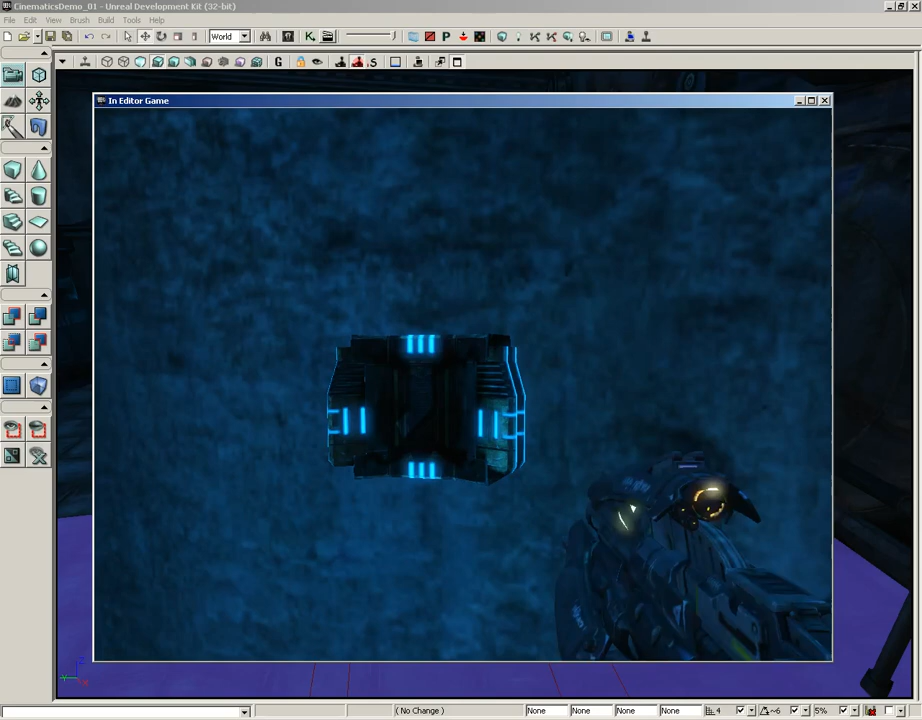 CinematicsDemo_01 - Unreal Development Kit (32-bit)
File Edit View Brush Build Tools Help
World
G
In Editor Game
( No Change )
None None None None
4
5%